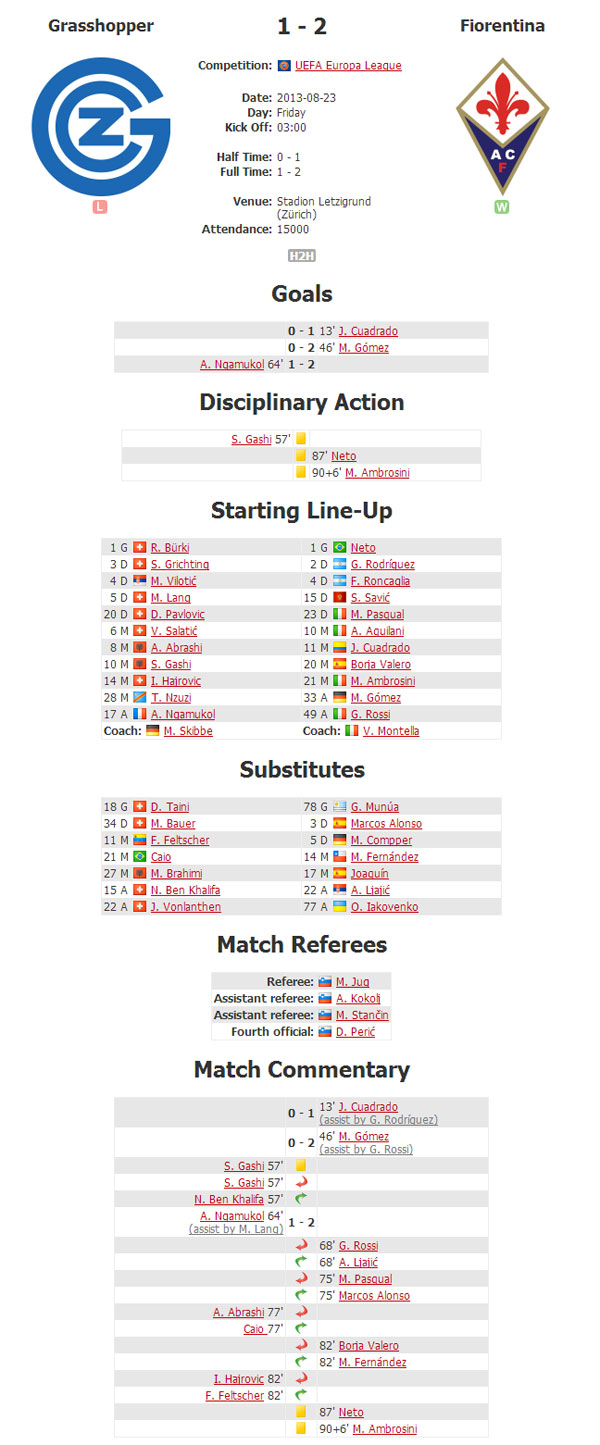 Grasshopper 1 - 2 Fiorentina
Competition: UEFA Europa League
Date: 2013-08-23
Day: Friday
Kick Off: 03:00
Half Time: 0 - 1
Full Time: 1 - 2
Venue: Stadion Letzigrund
(Zürich)
Attendance: 15000
GCZ
AC
F
L
W
H2H
Goals
0 - 1 13' J. Cuadrado
0 - 2 46' M. Gómez
A. Ngamukol 64' 1 - 2
Disciplinary Action
S. Gashi 57'
87' Neto
90+6' M. Ambrosini
Starting Line-Up
1 G R. Bürki 1 G Neto
3 D S. Grichting 2 D G. Rodríguez
4 D M. Vilotić 4 D F. Roncaglia
5 D M. Lang 15 D S. Savić
20 D D. Pavlovic 23 D M. Pasqual
6 M V. Salatić 10 M A. Aquilani
8 M A. Abrashi 11 M J. Cuadrado
10 M S. Gashi 20 M Borja Valero
14 M I. Hajrovic 21 M M. Ambrosini
28 M T. Nzuzi 33 A M. Gómez
17 A A. Ngamukol 49 A G. Rossi
Coach: M. Skibbe Coach: V. Montella
Substitutes
18 G D. Taini 78 G G. Munúa
34 D M. Bauer 3 D Marcos Alonso
11 M F. Feltscher 5 D M. Compper
21 M Caio 14 M M. Fernández
27 M M. Brahimi 17 M Joaquín
15 A N. Ben Khalifa 22 A A. Ljajić
22 A J. Vonlanthen 77 A O. Iakovenko
Match Referees
Referee: M. Jug
Assistant referee: A. Kokolj
Assistant referee: M. Stančin
Fourth official: D. Perić
Match Commentary
0 - 1 13' J. Cuadrado
(assist by G. Rodríguez)
0 - 2 46' M. Gómez
(assist by G. Rossi)
S. Gashi 57'
S. Gashi 57'
N. Ben Khalifa 57'
A. Ngamukol 64' 1 - 2
(assist by M. Lang)
68' G. Rossi
68' A. Ljajić
75' M. Pasqual
75' Marcos Alonso
A. Abrashi 77'
Caio 77'
82' Borja Valero
82' M. Fernández
I. Hajrovic 82'
F. Feltscher 82'
87' Neto
90+6' M. Ambrosini